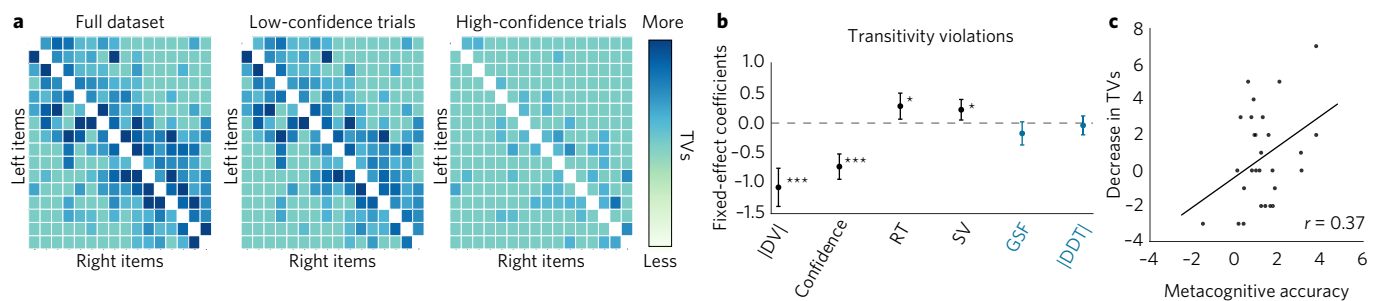 a
Full dataset
Low-confidence trials
High-confidence trials
More
Left items
Left items
Left items
TVs
Right items
Right items
Right items
Less
b
Transitivity violations
Fixed-effect coefficients
1.0
0.5
0.0
−0.5
−1.0
−1.5
***
***
*
*
|DV|
Confidence
RT
SV
GSF
|DDT|
c
Decrease in TVs
8
6
4
2
0
−2
−4
r = 0.37
−4
−2
0
2
4
6
Metacognitive accuracy